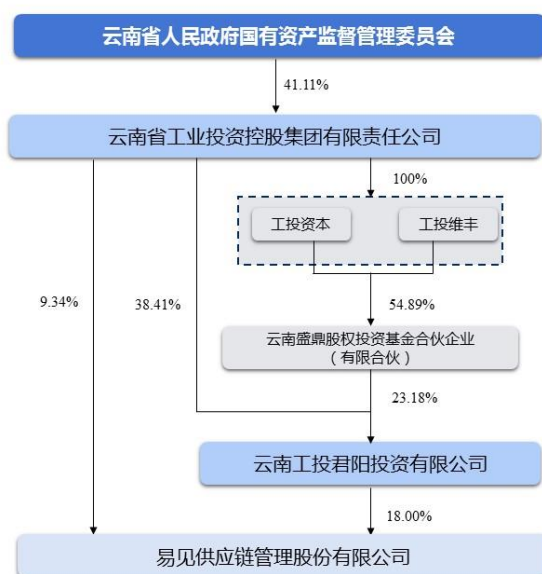 云南省人民政府国有资产监督管理委员会
41.11%
云南省工业投资控股集团有限责任公司
100%
工投资本
工投维丰
9.34%
38.41%
54.89%
云南盛鼎股权投资基金合伙企业
（有限合伙）
23.18%
云南工投君阳投资有限公司
18.00%
易见供应链管理股份有限公司